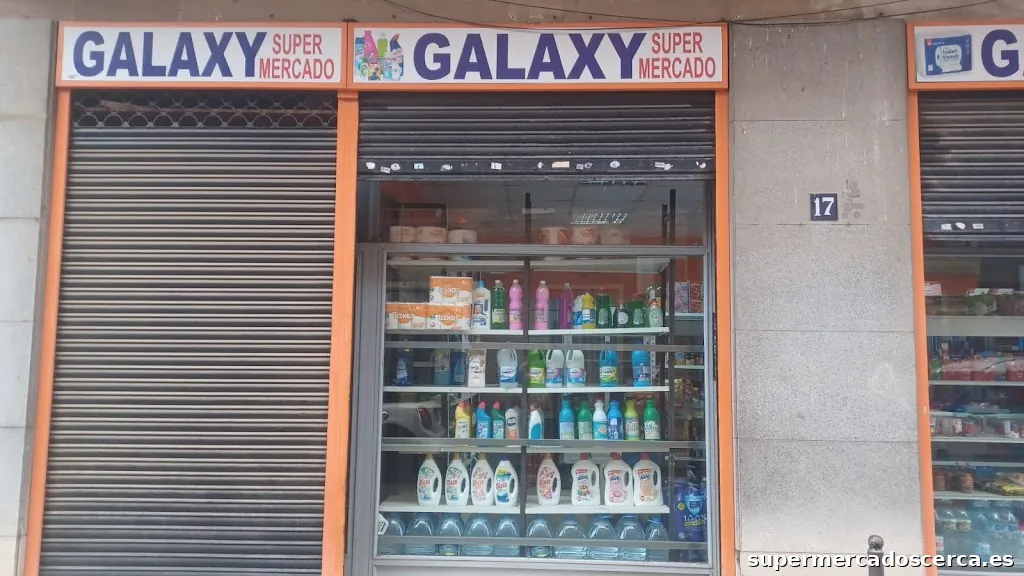 GALAXY SUPER MERCADO
GALAXY SUPER MERCADO
G
17
supermercadoscerca.es